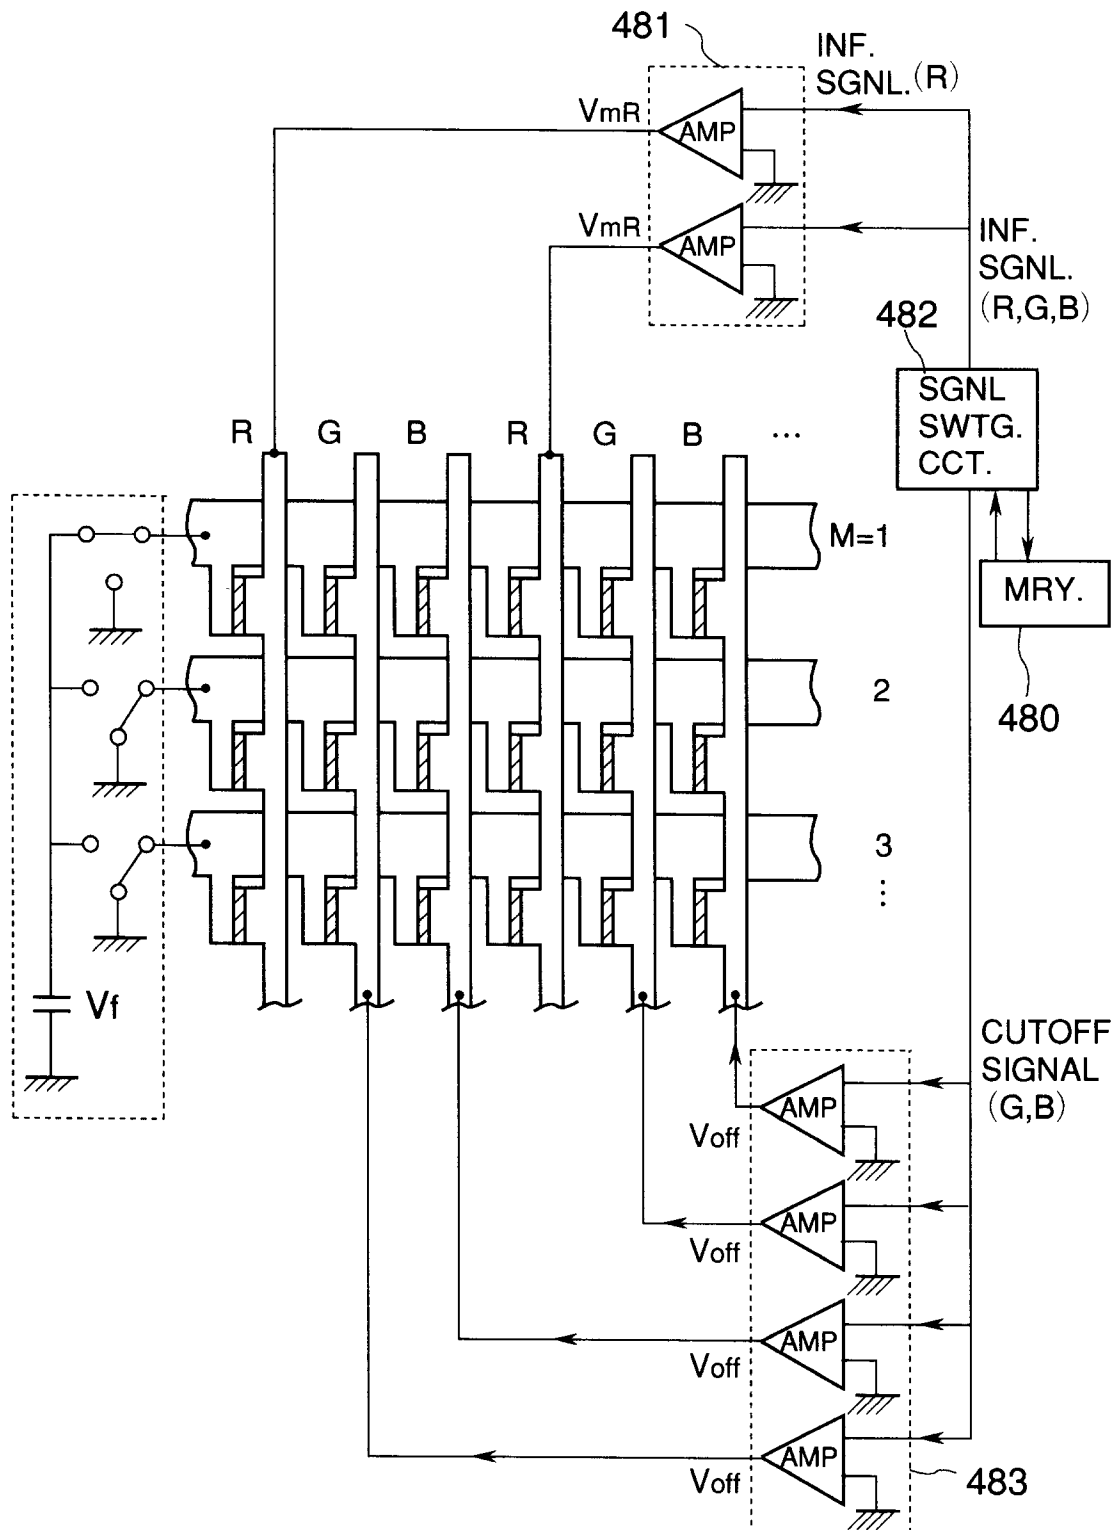 481
INF.
SGNL.(R)
VmR
AMP
VmR
AMP
INF.
SGNL.
(R,G,B)
482
SGNL
SWTG.
CCT.
R G B R G B ...
M=1
MRY.
2
480
3
...
Vf
CUTOFF
SIGNAL
(G,B)
AMP
Voff
AMP
Voff
AMP
Voff
AMP
Voff
483